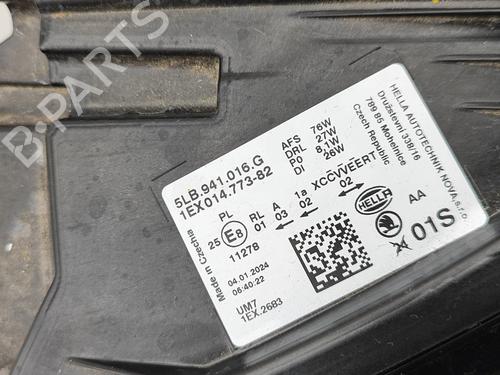 B-PARTS
5LB.941.016.G
1EX 014.773-82
AFS 76W
DRL 27W
PO 8,1W
DI 26W
HELLA AUTOTECHNIK NOVA, s.r.o.
Družstevní 338/16
789 85 Mohelnice
Czech Republic
PL RL A 1a XCCVVEERT
25 E8 01 03 02 02
11278
HELLA
AA
01S
Made in Czechia
04.01.2024
06:40:22
UM7
1EX.2683